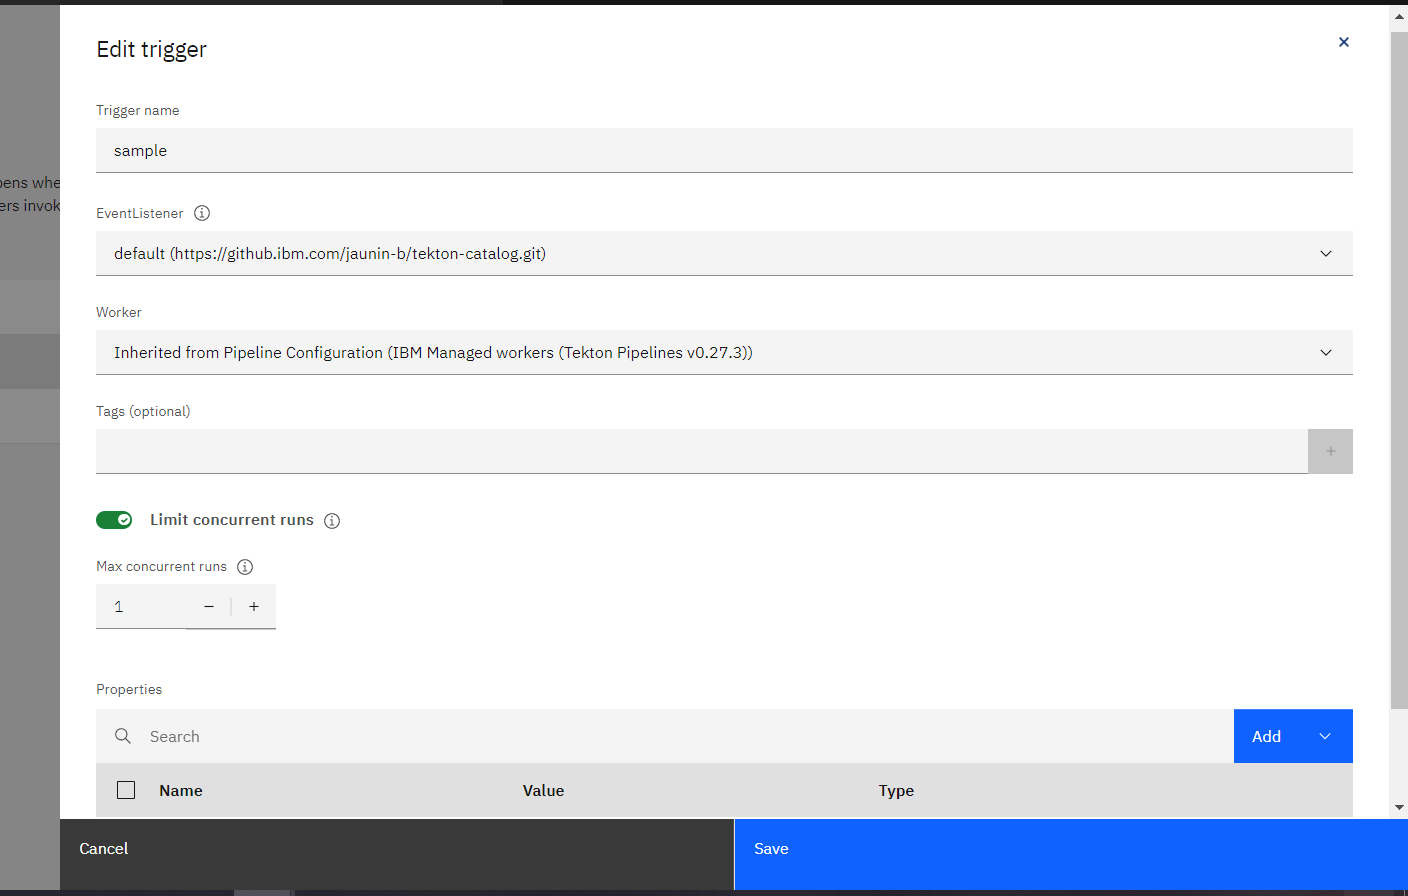 Edit trigger
Trigger name
sample
pens whe
ers invok
EventListener
default (https://github.ibm.com/jaunin-b/tekton-catalog.git)
Worker
Inherited from Pipeline Configuration (IBM Managed workers (Tekton Pipelines v0.27.3))
Tags (optional)
Limit concurrent runs
Max concurrent runs
1
Properties
Search
Add
Name Value Type
Cancel
Save